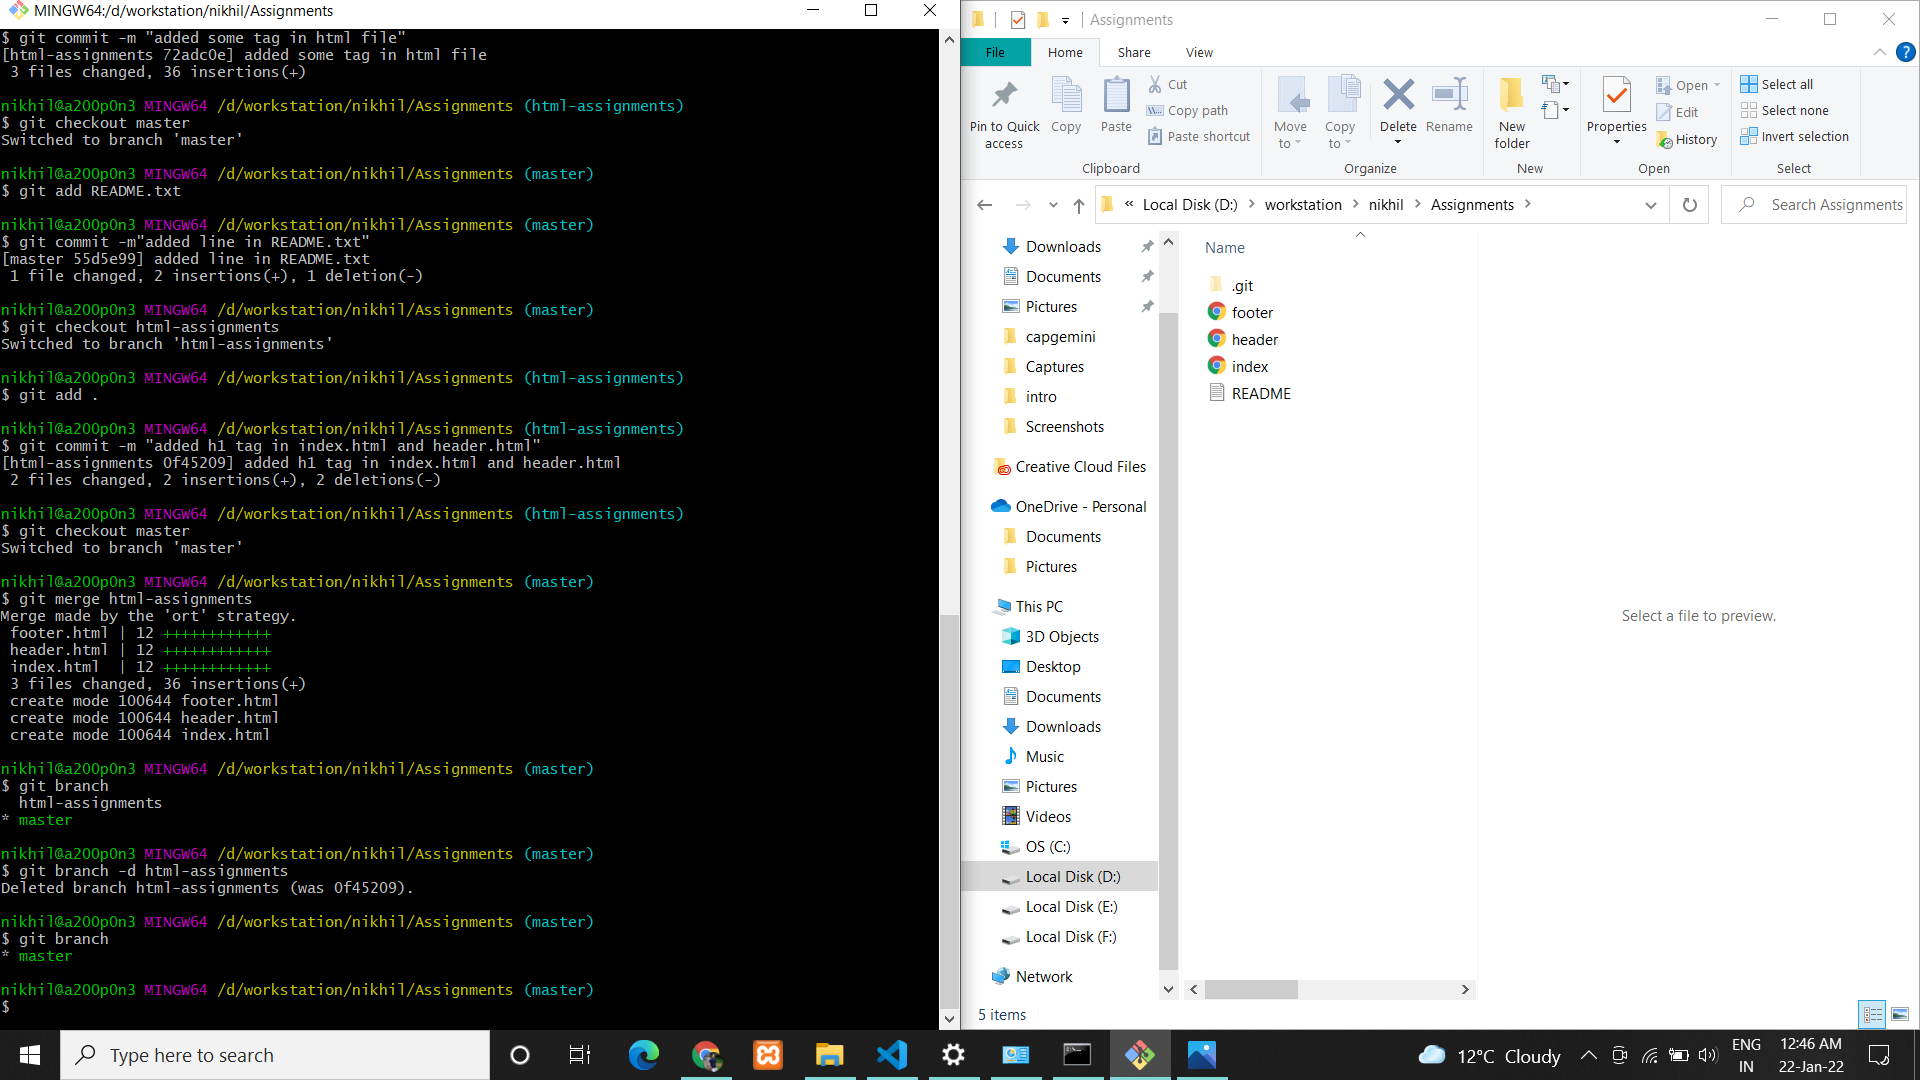 MINGW64:/d/workstation/nikhil/Assignments
$ git commit -m "added some tag in html file"
[html-assignments 72adc0e] added some tag in html file
 3 files changed, 36 insertions(+)
nikhil@a200p0n3 MINGW64 /d/workstation/nikhil/Assignments (html-assignments)
$ git checkout master
Switched to branch 'master'
nikhil@a200p0n3 MINGW64 /d/workstation/nikhil/Assignments (master)
$ git add README.txt
nikhil@a200p0n3 MINGW64 /d/workstation/nikhil/Assignments (master)
$ git commit -m"added line in README.txt"
[master 55d5e99] added line in README.txt
 1 file changed, 2 insertions(+), 1 deletion(-)
nikhil@a200p0n3 MINGW64 /d/workstation/nikhil/Assignments (master)
$ git checkout html-assignments
Switched to branch 'html-assignments'
nikhil@a200p0n3 MINGW64 /d/workstation/nikhil/Assignments (html-assignments)
$ git add .
nikhil@a200p0n3 MINGW64 /d/workstation/nikhil/Assignments (html-assignments)
$ git commit -m "added h1 tag in index.html and header.html"
[html-assignments 0f45209] added h1 tag in index.html and header.html
 2 files changed, 2 insertions(+), 2 deletions(-)
nikhil@a200p0n3 MINGW64 /d/workstation/nikhil/Assignments (html-assignments)
$ git checkout master
Switched to branch 'master'
nikhil@a200p0n3 MINGW64 /d/workstation/nikhil/Assignments (master)
$ git merge html-assignments
Merge made by the 'ort' strategy.
 footer.html | 12 ++++++++++++
 header.html | 12 ++++++++++++
 index.html  | 12 ++++++++++++
 3 files changed, 36 insertions(+)
 create mode 100644 footer.html
 create mode 100644 header.html
 create mode 100644 index.html
nikhil@a200p0n3 MINGW64 /d/workstation/nikhil/Assignments (master)
$ git branch
  html-assignments
* master
nikhil@a200p0n3 MINGW64 /d/workstation/nikhil/Assignments (master)
$ git branch -d html-assignments
Deleted branch html-assignments (was 0f45209).
nikhil@a200p0n3 MINGW64 /d/workstation/nikhil/Assignments (master)
$ git branch
* master
nikhil@a200p0n3 MINGW64 /d/workstation/nikhil/Assignments (master)
$
Assignments
File Home Share View
Pin to Quick access
Copy
Paste
Cut
Copy path
Paste shortcut
Clipboard
Move to
Copy to
Delete
Rename
Organize
New folder
New
Properties
Open
Edit
History
Open
Select all
Select none
Invert selection
Select
« Local Disk (D:) > workstation > nikhil > Assignments >
Search Assignments
Downloads
Documents
Pictures
capgemini
Captures
intro
Screenshots
Creative Cloud Files
OneDrive - Personal
Documents
Pictures
This PC
3D Objects
Desktop
Documents
Downloads
Music
Pictures
Videos
OS (C:)
Local Disk (D:)
Local Disk (E:)
Local Disk (F:)
Network
Name
.git
footer
header
index
README
Select a file to preview.
5 items
Type here to search
12°C Cloudy
ENG
IN
12:46 AM
22-Jan-22